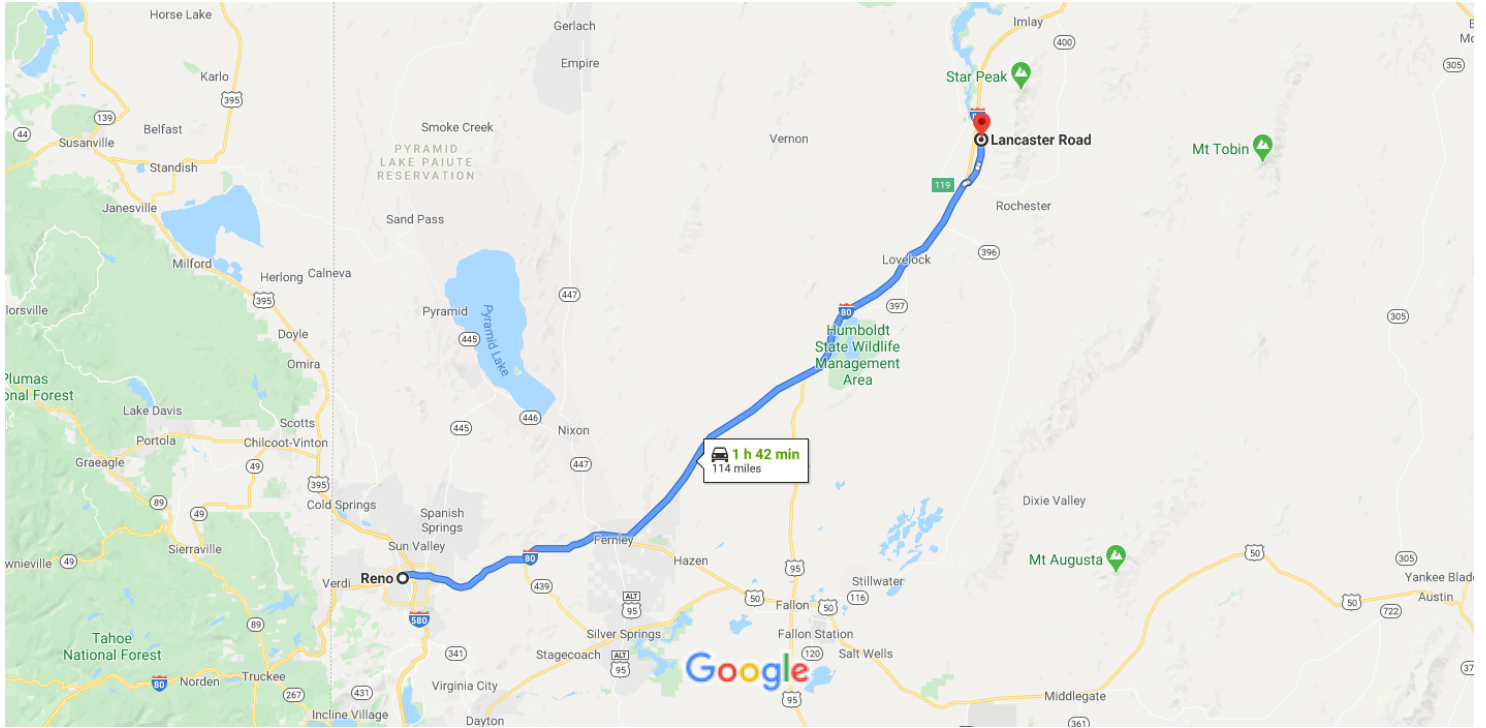 Horse Lake
Gerlach
Imlay
400
Empire
305
Star Peak
Karlo
395
139
Smoke Creek
44
Belfast
Vernon
Lancaster Road
Susanville
PYRAMID
LAKE PAIUTE
RESERVATION
Mt Tobin
Standish
119
Janesville
Sand Pass
Rochester
Milford
Herlong
Calneva
Lovelock
396
395
447
397
Pyramid
80
305
Doyle
Pyramid Lake
445
Humboldt
State Wildlife
Management
Area
Omira
Plumas
Lake Davis
446
Scotts
445
Nixon
Portola
Chilcoot-Vinton
1 h 42 min
114 miles
Graeagle
49
447
395
Cold Springs
Dixie Valley
89
49
Spanish
Springs
Sierraville
Sun Valley
Fernley
49
80
Hazen
50
Mt Augusta
305
Verdi
Reno
439
95
Stillwater
Yankee Blade
116
ALT
95
50
Fallon
50
50
722
Austin
580
89
Silver Springs
Fallon Station
Tahoe
National Forest
341
Stagecoach
ALT
95
120
Salt Wells
Google
80
Norden
Truckee
267
431
Virginia City
95
Middlegate
Incline Village
Dayton
361